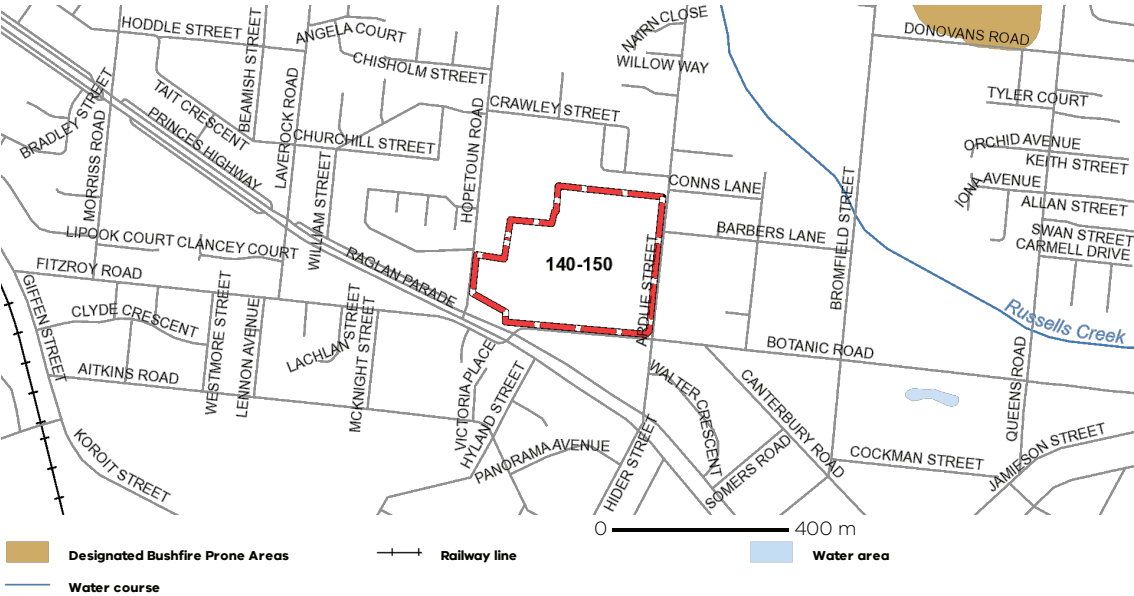 HODDLE STREET
BEAMISH STREET
ANGELA COURT
NAIRN CLOSE
DONOVANS ROAD
CHISHOLM STREET
WILLOW WAY
BRADLEY STREET
TAIT CRESCENT
LAVEROCK ROAD
TYLER COURT
PRINCES HIGHWAY
CRAWLEY STREET
CHURCHILL STREET
ORCHID AVENUE
KEITH STREET
MORRISS ROAD
WILLIAM STREET
HOPETOUN ROAD
CONNS LANE
IONA AVENUE
ALLAN STREET
BROMFIELD STREET
BARBERS LANE
SWAN STREET
CARMELL DRIVE
LIPOOK COURT
CLANCEY COURT
RAGLAN PARADE
140-150
ARDLIE STREET
FITZROY ROAD
GIFFEN STREET
CLYDE CRESCENT
WESTMORE STREET
LENNON AVENUE
LACHLAN STREET
MCKNIGHT STREET
Russells Creek
BOTANIC ROAD
AITKINS ROAD
VICTORIA PLACE
HYLAND STREET
WALTER CRESCENT
CANTERBURY ROAD
QUEENS ROAD
KOROIT STREET
PANORAMA AVENUE
HIDER STREET
SOMERS ROAD
COCKMAN STREET
JAMIESON STREET
0 400 m
Designated Bushfire Prone Areas
Railway line
Water area
Water course